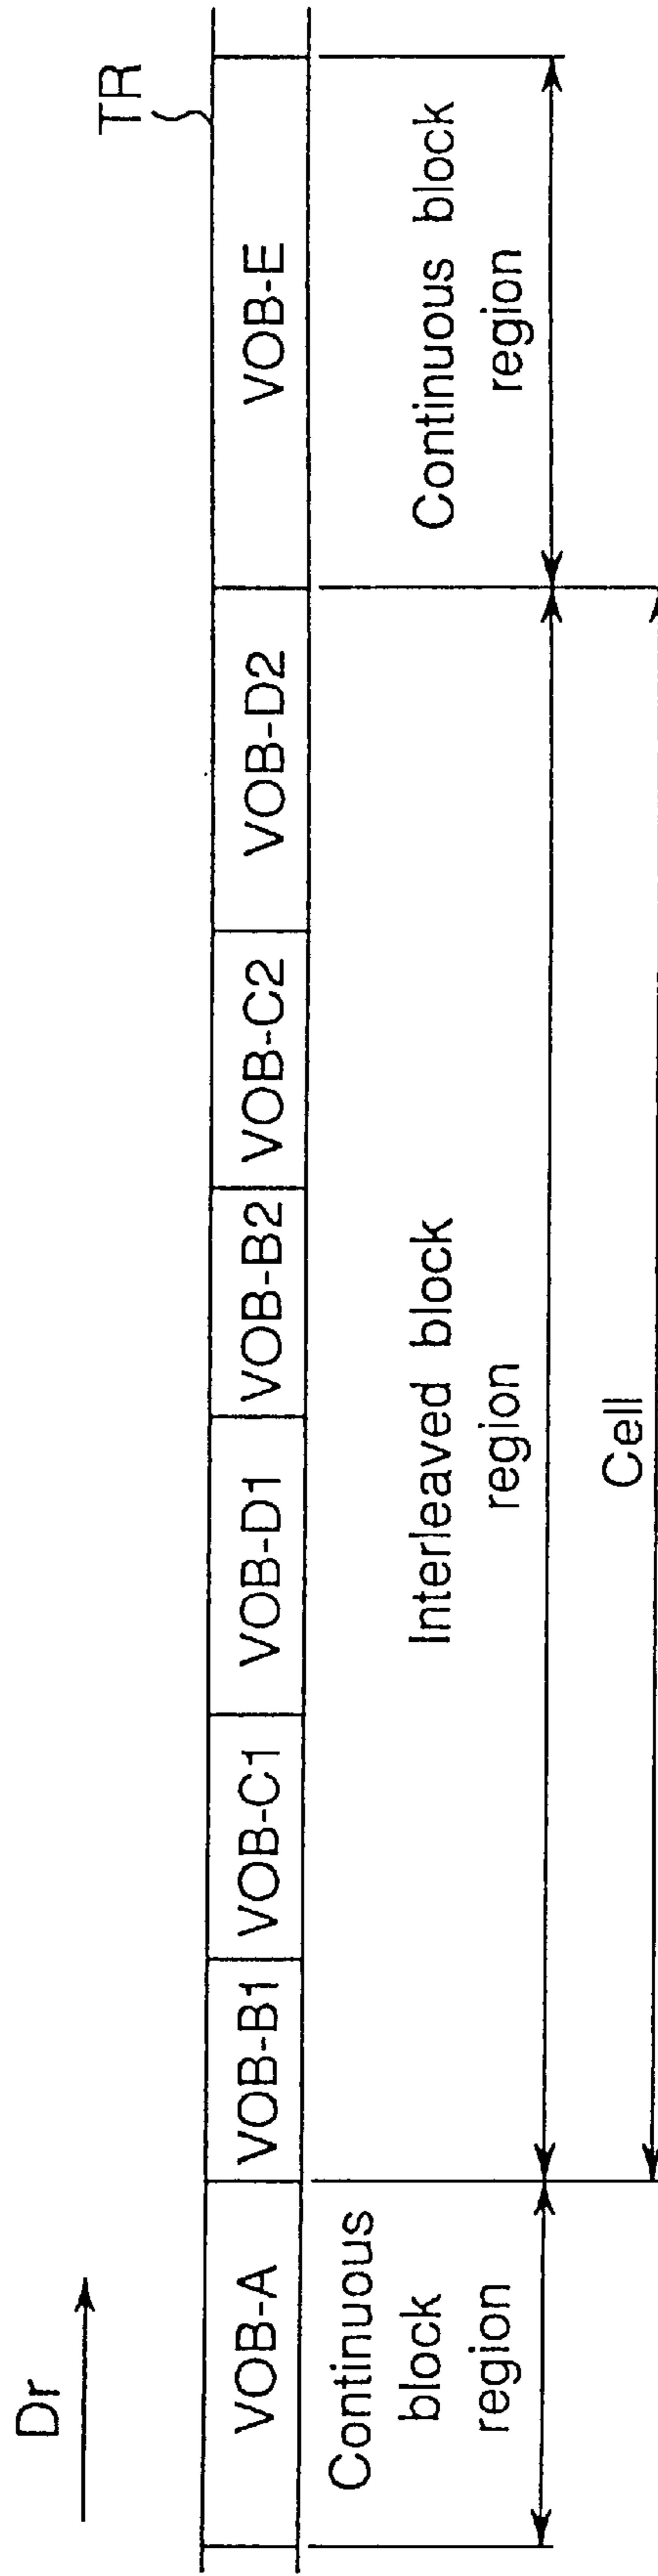 Dr
TR
VOB-A
VOB-B1
VOB-C1
VOB-D1
VOB-B2
VOB-C2
VOB-D2
VOB-E
Continuous
block
region
Interleaved block
region
Continuous block
region
Cell